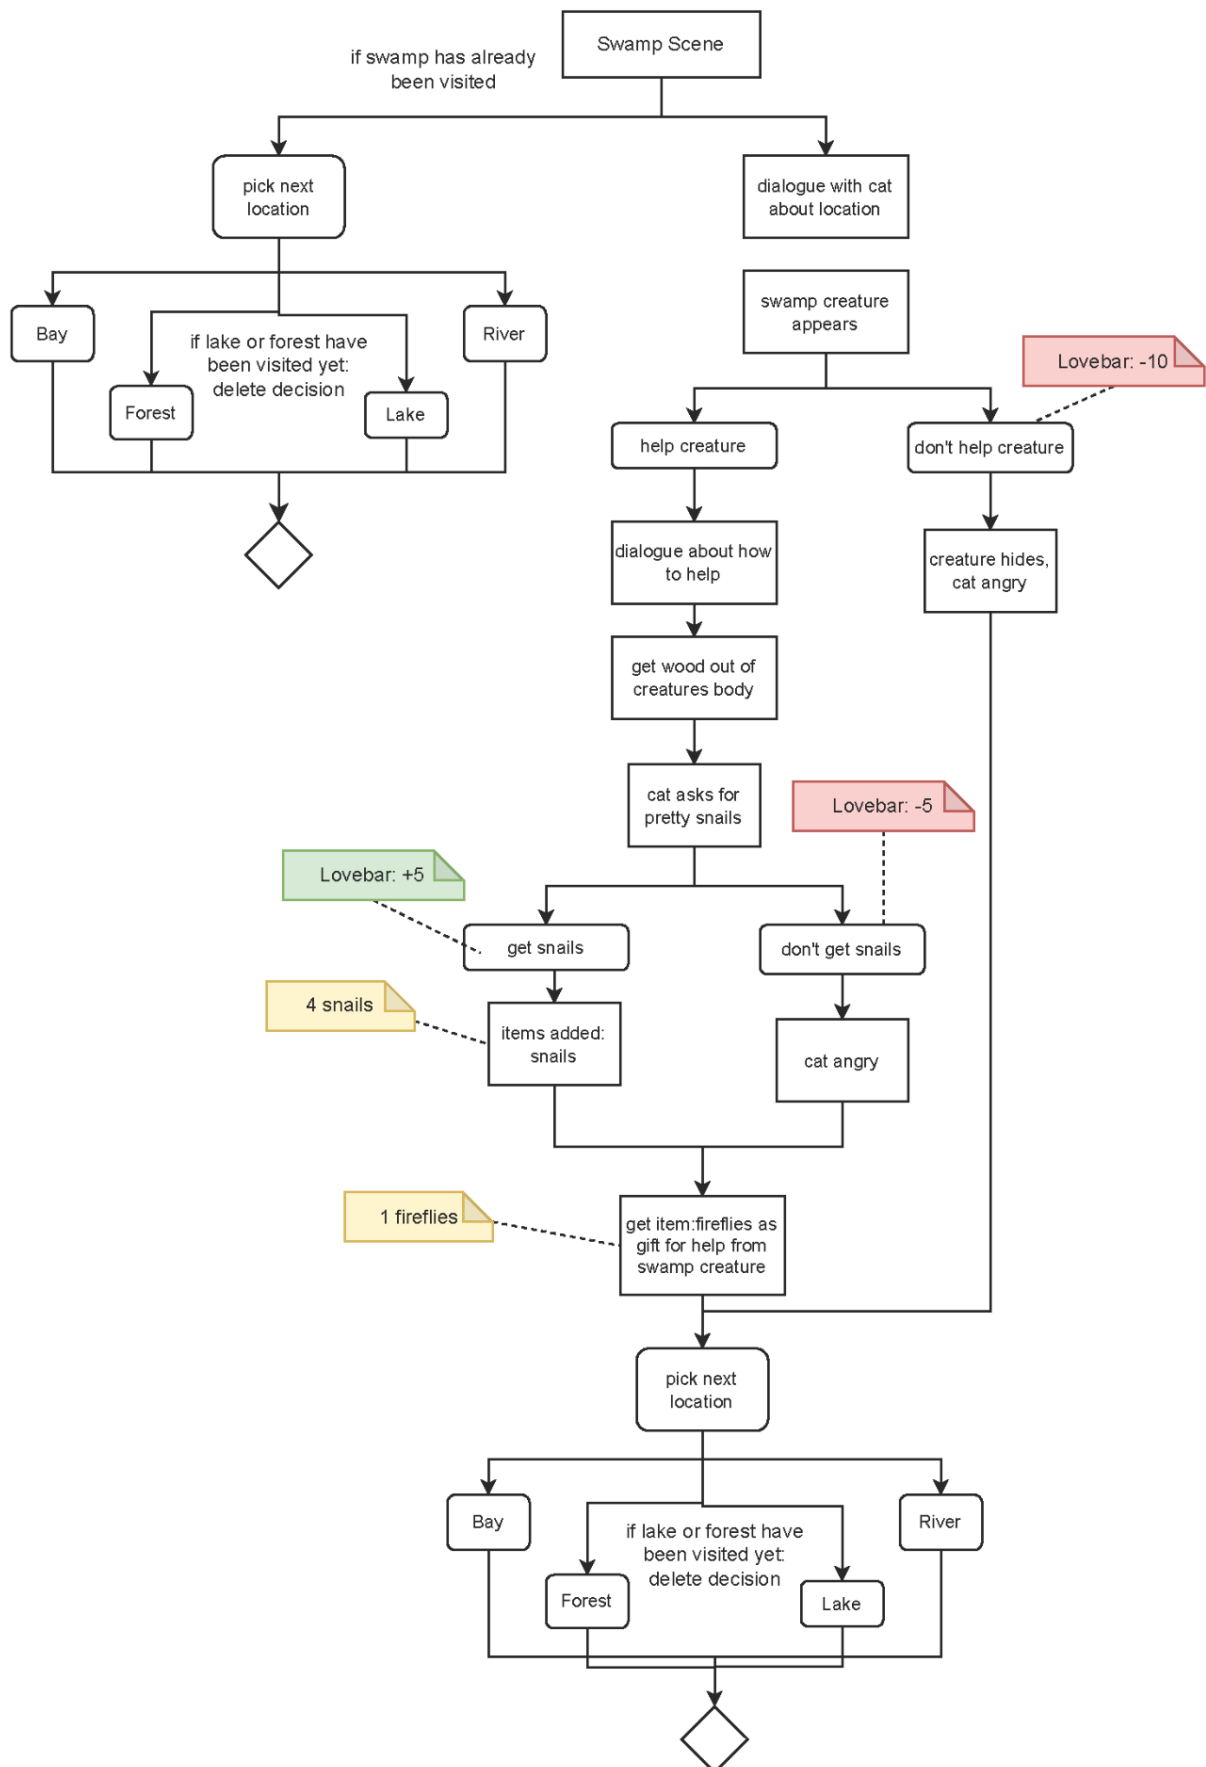 Swamp Scene
if swamp has already
been visited
pick next
location
dialogue with cat
about location
swamp creature
appears
Bay
if lake or forest have
been visited yet:
delete decision
River
Forest
Lake
Lovebar: -10
help creature
don't help creature
dialogue about how
to help
creature hides,
cat angry
get wood out of
creatures body
cat asks for
pretty snails
Lovebar: -5
Lovebar: +5
get snails
don't get snails
4 snails
items added:
snails
cat angry
1 fireflies
get item:fireflies as
gift for help from
swamp creature
pick next
location
Bay
if lake or forest have
been visited yet:
delete decision
River
Forest
Lake